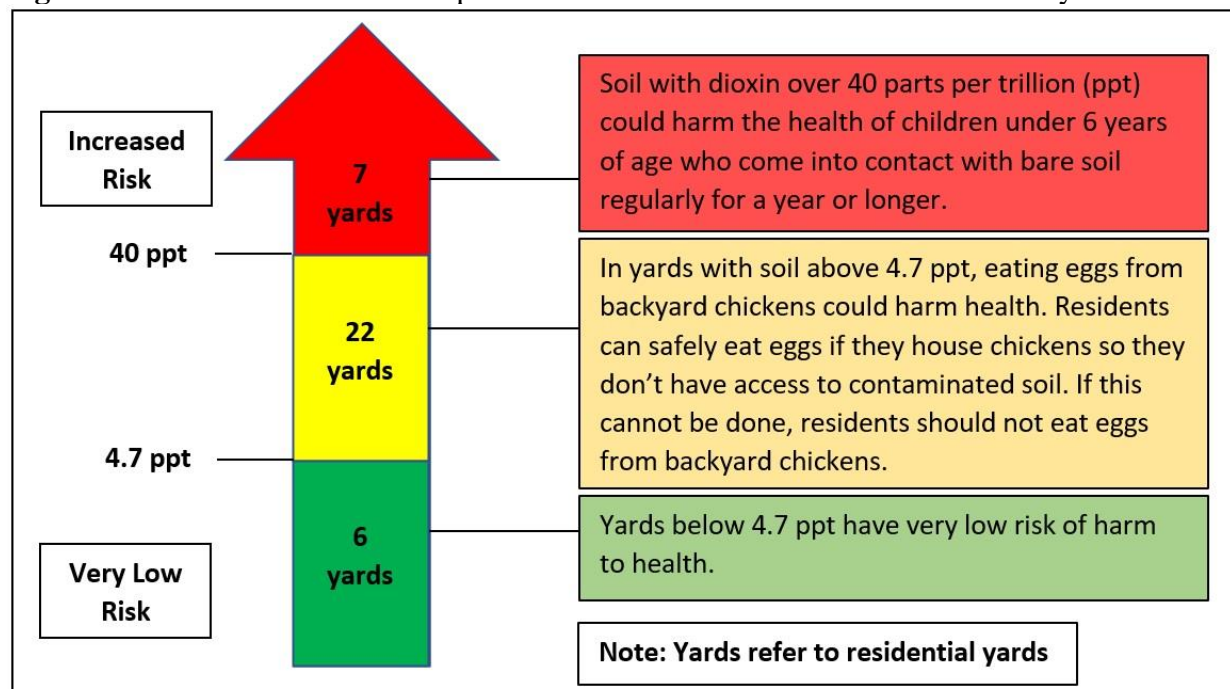 Increased
Risk
40 ppt
4.7 ppt
Very Low
Risk
7
yards
22
yards
6
yards
Soil with dioxin over 40 parts per trillion (ppt)
could harm the health of children under 6 years
of age who come into contact with bare soil
regularly for a year or longer.
In yards with soil above 4.7 ppt, eating eggs from
backyard chickens could harm health. Residents
can safely eat eggs if they house chickens so they
don’t have access to contaminated soil. If this
cannot be done, residents should not eat eggs
from backyard chickens.
Yards below 4.7 ppt have very low risk of harm
to health.
Note: Yards refer to residential yards